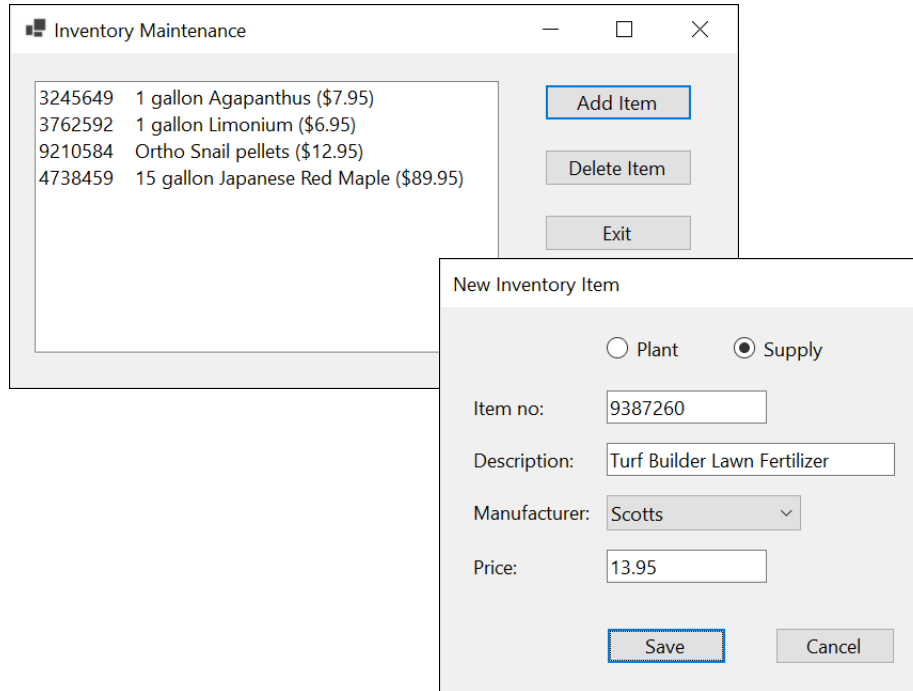 Inventory Maintenance
3245649 1 gallon Agapanthus ($7.95)
3762592 1 gallon Limonium ($6.95)
9210584 Ortho Snail pellets ($12.95)
4738459 15 gallon Japanese Red Maple ($89.95)
Add Item
Delete Item
Exit
New Inventory Item
Plant Supply
Item no: 9387260
Description: Turf Builder Lawn Fertilizer
Manufacturer: Scotts
Price: 13.95
Save Cancel